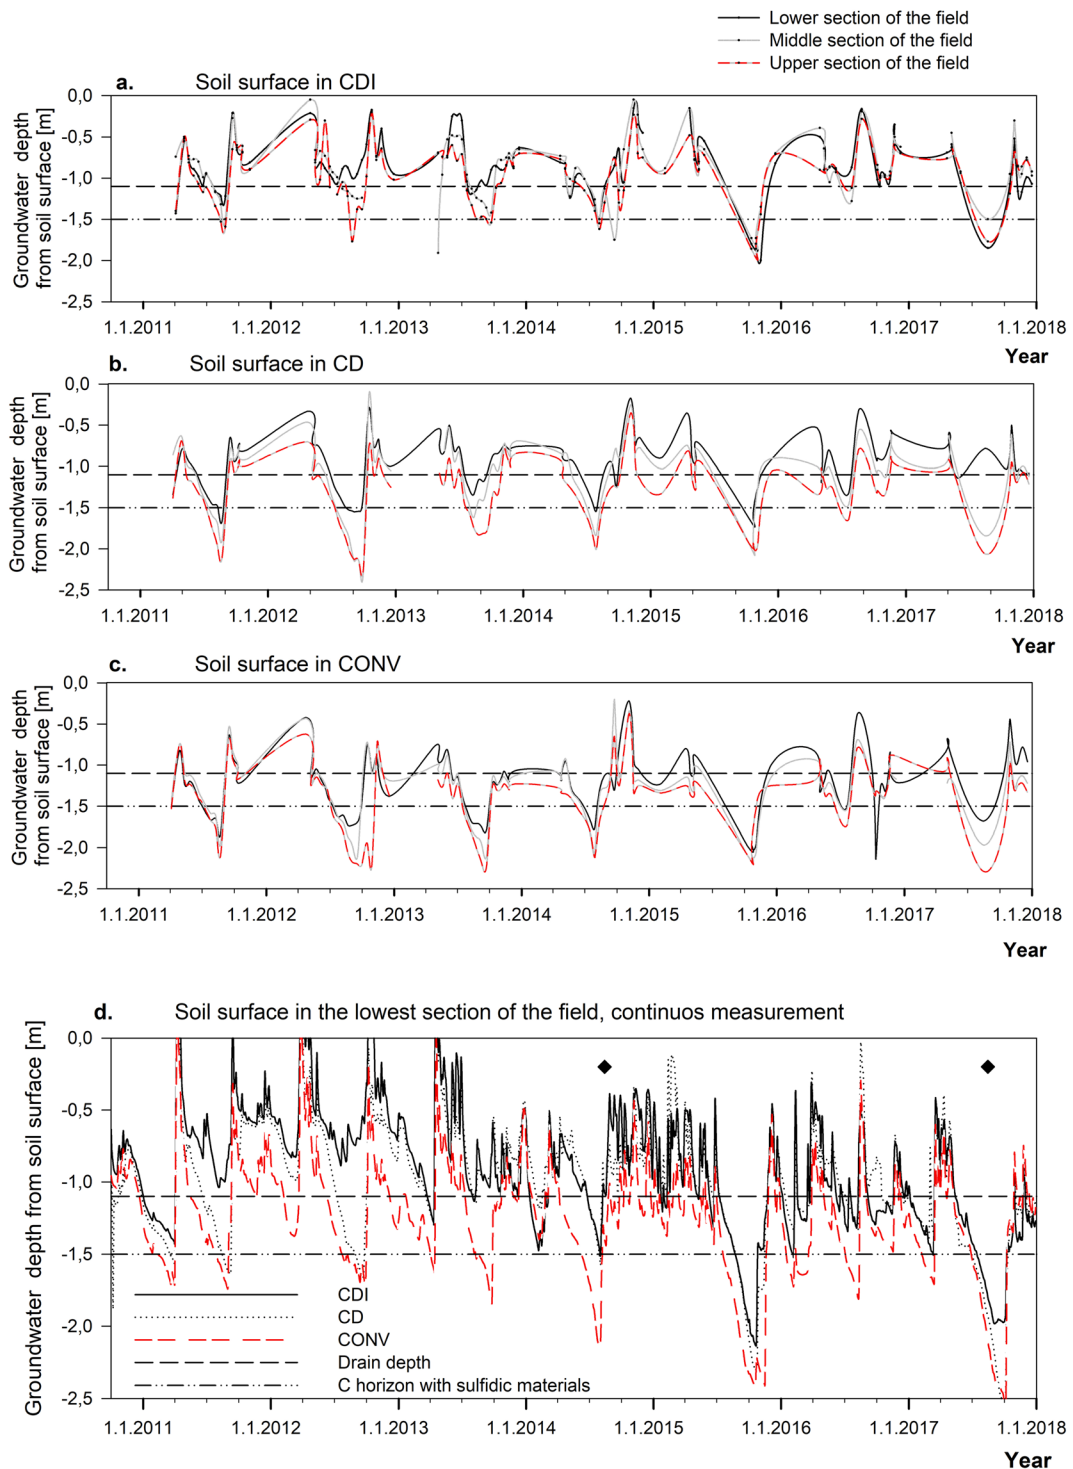 Lower section of the field
Middle section of the field
Upper section of the field
a. Soil surface in CDI
Groundwater depth
from soil surface [m]
0,0
-0,5
-1,0
-1,5
-2,0
-2,5
1.1.2011 1.1.2012 1.1.2013 1.1.2014 1.1.2015 1.1.2016 1.1.2017 1.1.2018
Year
b. Soil surface in CD
Groundwater depth
from soil surface [m]
0,0
-0,5
-1,0
-1,5
-2,0
-2,5
1.1.2011 1.1.2012 1.1.2013 1.1.2014 1.1.2015 1.1.2016 1.1.2017 1.1.2018
Year
c. Soil surface in CONV
Groundwater depth
from soil surface [m]
0,0
-0,5
-1,0
-1,5
-2,0
-2,5
1.1.2011 1.1.2012 1.1.2013 1.1.2014 1.1.2015 1.1.2016 1.1.2017 1.1.2018
Year
d. Soil surface in the lowest section of the field, continuos measurement
Groundwater depth from soil surface [m]
0,0
-0,5
-1,0
-1,5
-2,0
-2,5
CDI
CD
CONV
Drain depth
C horizon with sulfidic materials
1.1.2011 1.1.2012 1.1.2013 1.1.2014 1.1.2015 1.1.2016 1.1.2017 1.1.2018
Year